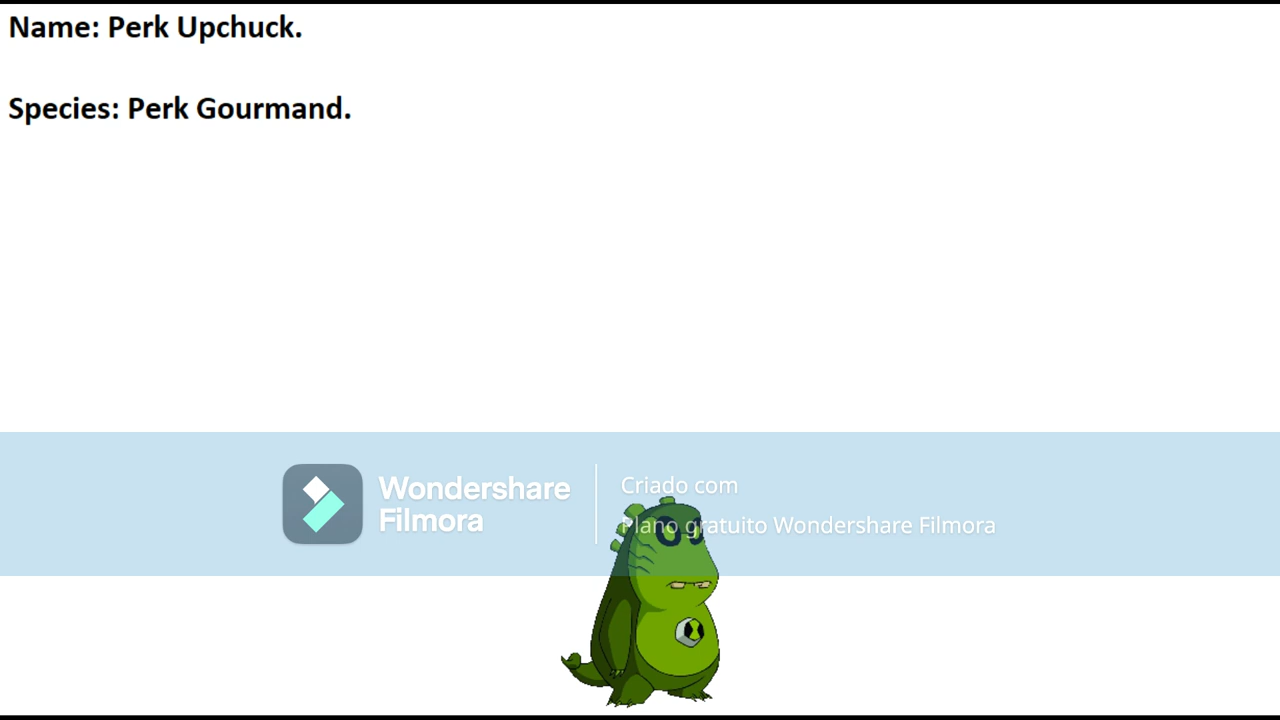 Name: Perk Upchuck.
Species: Perk Gourmand.
Wondershare
Filmora
Criado com
Plano gratuito Wondershare Filmora